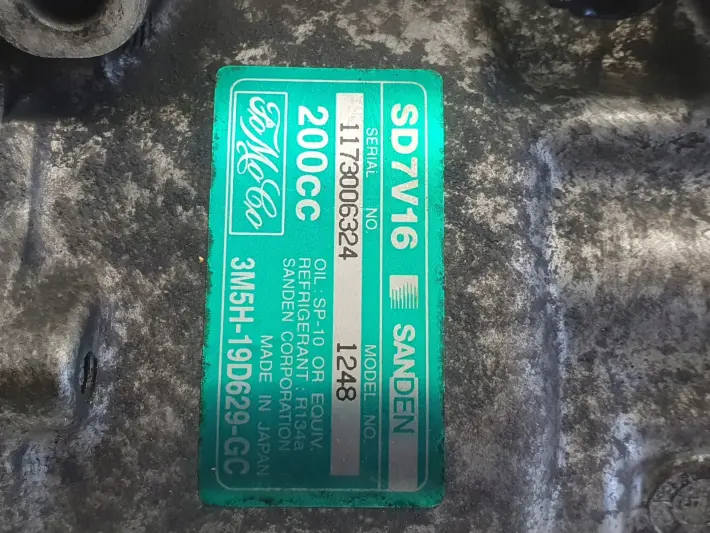 SD7V16 SANDEN
SERIAL NO. MODEL NO.
1173006324 1248
200cc OIL : SP-10 OR EQUIV.
REFRIGERANT : R134a
SANDEN CORPORATION
MADE IN JAPAN
FoMoCo 3M5H-19D629-GC